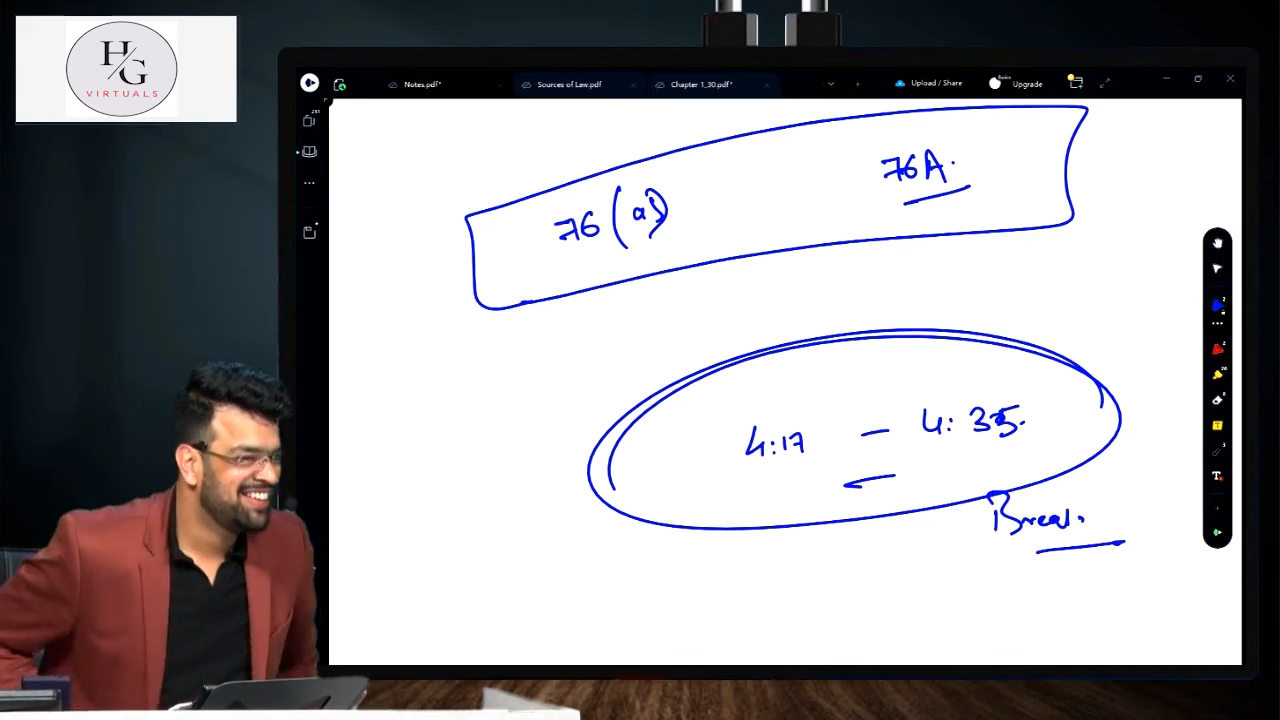 H/G
VIRTUALS
Notes.pdf*
Sources of Law.pdf
Chapter 1_30.pdf*
Upload / Share
Basic
Upgrade
76 (a)
76A.
4:17 – 4:35.
Break.